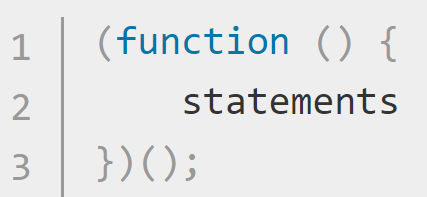 1 (function () {
2     statements
3 })();